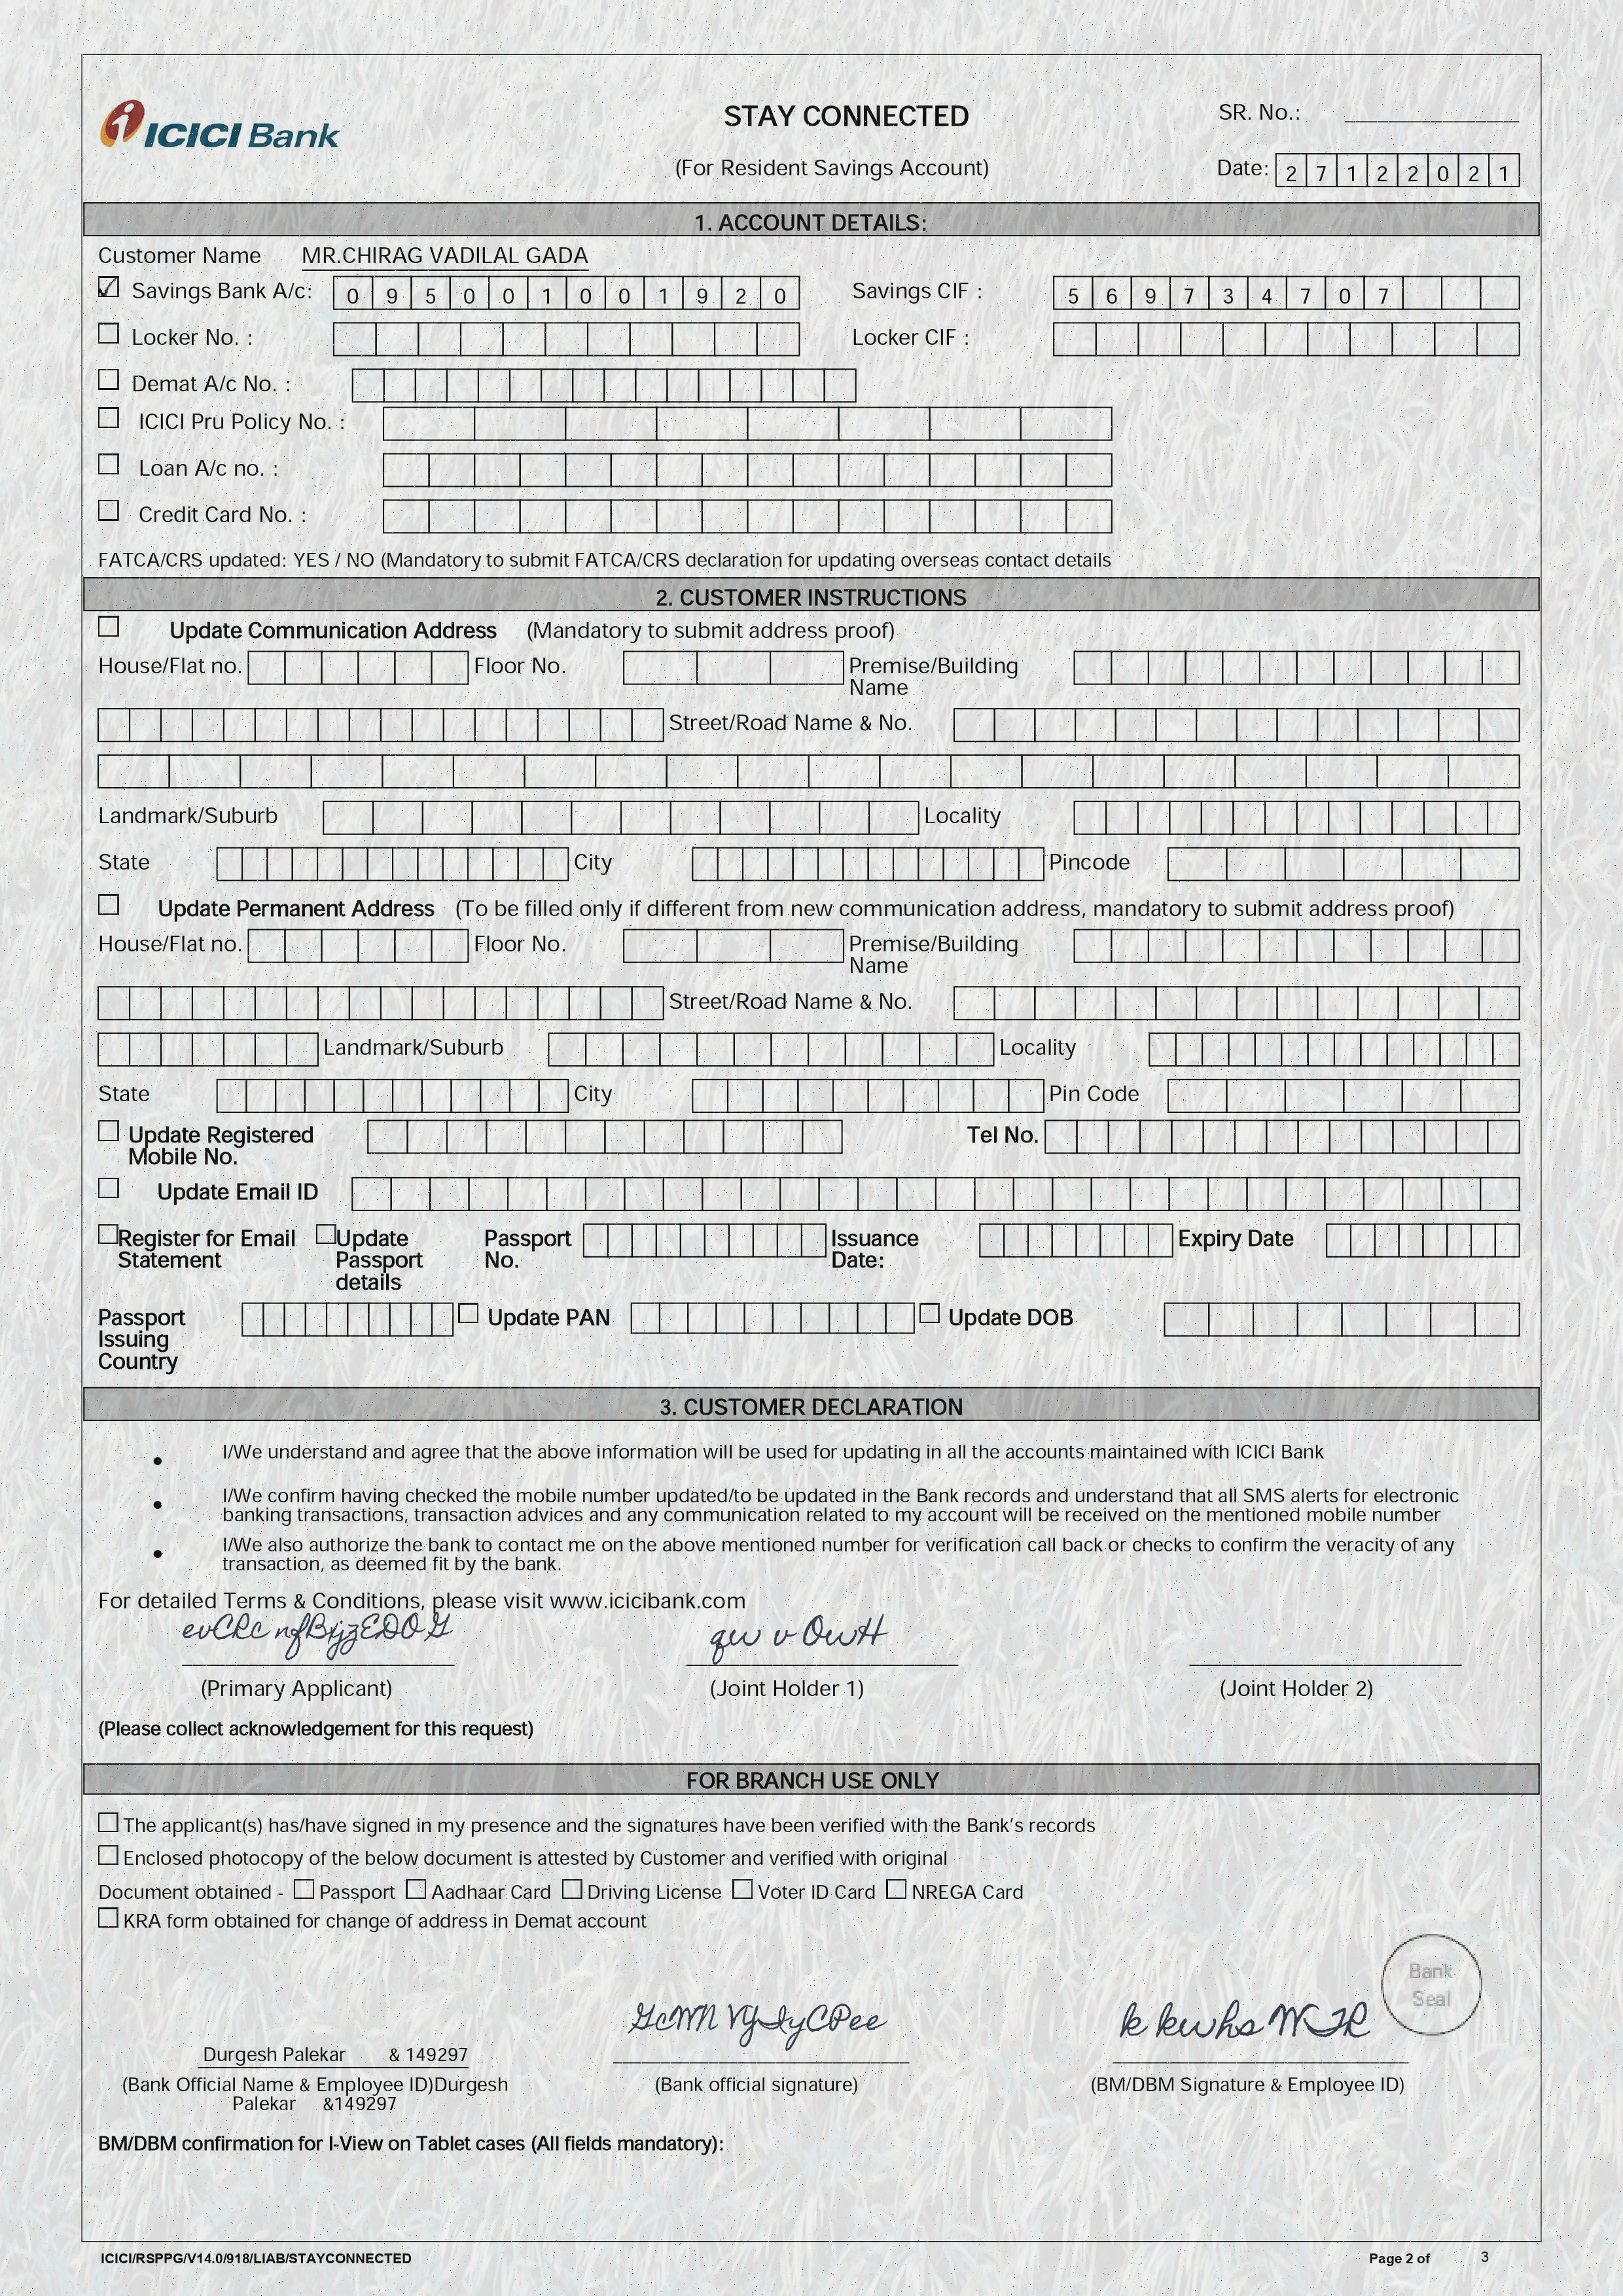 ICICI Bank
STAY CONNECTED
SR. No.:
(For Resident Savings Account)
Date: 2 7 1 2 2 0 2 1
1. ACCOUNT DETAILS:
Customer Name MR.CHIRAG VADILAL GADA
Savings Bank A/c: 0 9 5 0 0 1 0 0 1 9 2 0 Savings CIF : 5 6 9 7 3 4 7 0 7
Locker No. : Locker CIF :
Demat A/c No. :
ICICI Pru Policy No. :
Loan A/c no. :
Credit Card No. :
FATCA/CRS updated: YES / NO (Mandatory to submit FATCA/CRS declaration for updating overseas contact details
2. CUSTOMER INSTRUCTIONS
Update Communication Address (Mandatory to submit address proof)
House/Flat no. Floor No. Premise/Building
Name
Street/Road Name & No.
Landmark/Suburb Locality
State City Pincode
Update Permanent Address (To be filled only if different from new communication address, mandatory to submit address proof)
House/Flat no. Floor No. Premise/Building
Name
Street/Road Name & No.
Landmark/Suburb Locality
State City Pin Code
Update Registered Tel No.
Mobile No.
Update Email ID
Register for Email Update Passport Issuance Expiry Date
Statement Passport No. Date:
details
Passport Update PAN Update DOB
Issuing
Country
3. CUSTOMER DECLARATION
• I/We understand and agree that the above information will be used for updating in all the accounts maintained with ICICI Bank
• I/We confirm having checked the mobile number updated/to be updated in the Bank records and understand that all SMS alerts for electronic
banking transactions, transaction advices and any communication related to my account will be received on the mentioned mobile number
• I/We also authorize the bank to contact me on the above mentioned number for verification call back or checks to confirm the veracity of any
transaction, as deemed fit by the bank.
For detailed Terms & Conditions, please visit www.icicibank.com
(Primary Applicant) (Joint Holder 1) (Joint Holder 2)
(Please collect acknowledgement for this request)
FOR BRANCH USE ONLY
The applicant(s) has/have signed in my presence and the signatures have been verified with the Bank's records
Enclosed photocopy of the below document is attested by Customer and verified with original
Document obtained - Passport Aadhaar Card Driving License Voter ID Card NREGA Card
KRA form obtained for change of address in Demat account
Bank
Seal
Durgesh Palekar & 149297
(Bank Official Name & Employee ID)Durgesh (Bank official signature) (BM/DBM Signature & Employee ID)
Palekar &149297
BM/DBM confirmation for I-View on Tablet cases (All fields mandatory):
ICICI/RSPPG/V14.0/918/LIAB/STAYCONNECTED Page 2 of 3